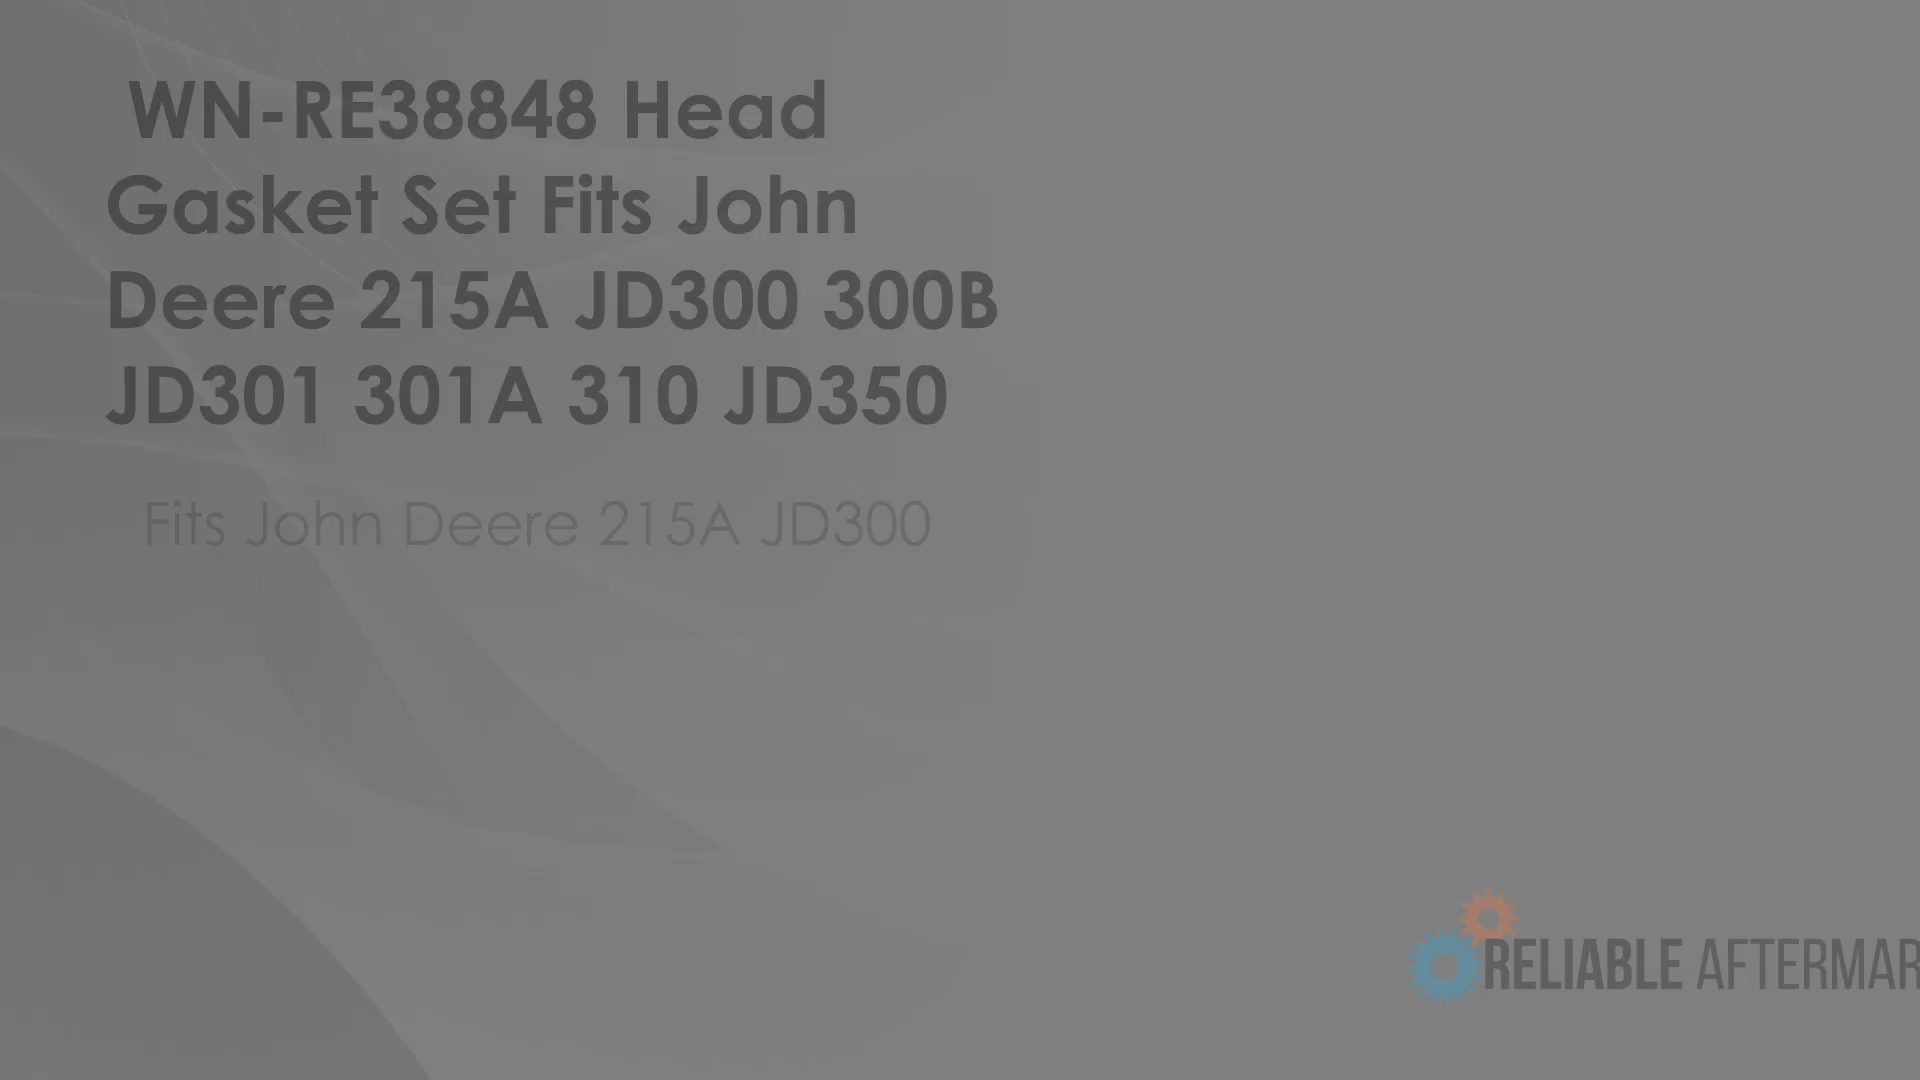 WN-RE38848 Head
Gasket Set Fits John
Deere 215A JD300 300B
JD301 301A 310 JD350
Fits John Deere 215A JD300
RELIABLE AFTERMAR